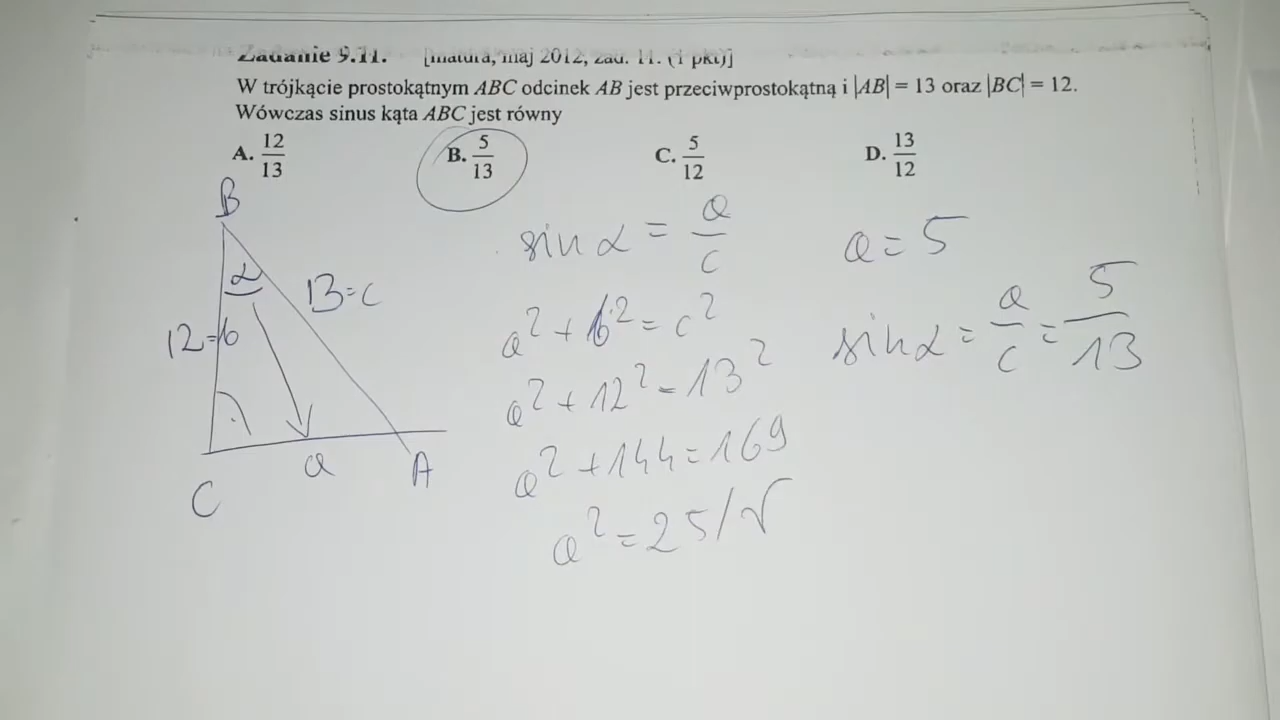 Zadanie 9.11. [matura, maj 2012, zad. 11. (1 pkt)]
W trójkącie prostokątnym ABC odcinek AB jest przeciwprostokątną i |AB| = 13 oraz |BC| = 12.
Wówczas sinus kąta ABC jest równy
A. 12/13 B. 5/13 C. 5/12 D. 13/12
B
α
13=c
12=b
a
A
C
sin α = a/c
a² + b² = c²
a² + 12² = 13²
a² + 144 = 169
a² = 25 /√
a = 5
sin α = a/c = 5/13